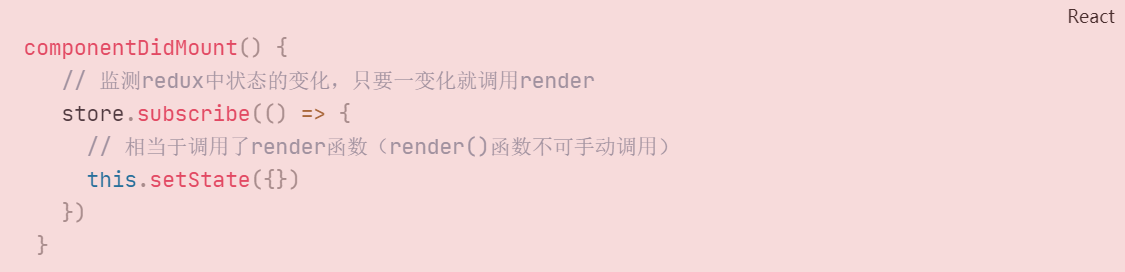 React
componentDidMount() {
// 监测redux中状态的变化，只要一变化就调用render
store.subscribe(() => {
// 相当于调用了render函数（render()函数不可手动调用）
this.setState({})
})
}